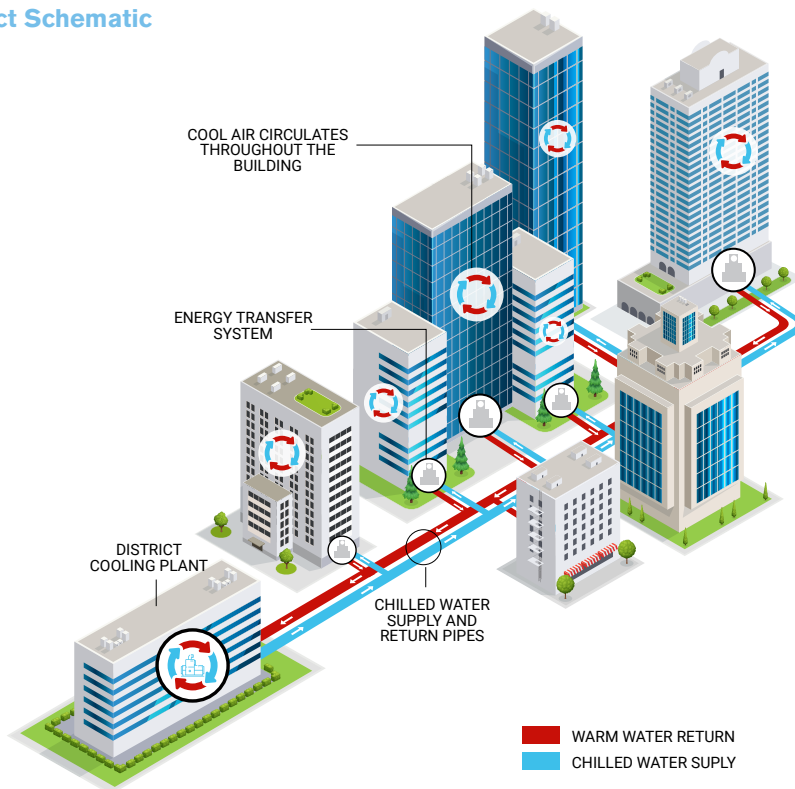 ct Schematic
COOL AIR CIRCULATES
THROUGHOUT THE
BUILDING
ENERGY TRANSFER
SYSTEM
DISTRICT
COOLING PLANT
CHILLED WATER
SUPPLY AND
RETURN PIPES
WARM WATER RETURN
CHILLED WATER SUPLY